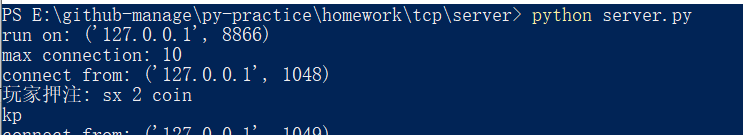 PS E:\github-manage\py-practice\homework\tcp\server> python server.py
run on: ('127.0.0.1', 8866)
max connection: 10
connect from: ('127.0.0.1', 1048)
玩家押注: sx 2 coin
kp
connect from: ('127.0.0.1', 1049)